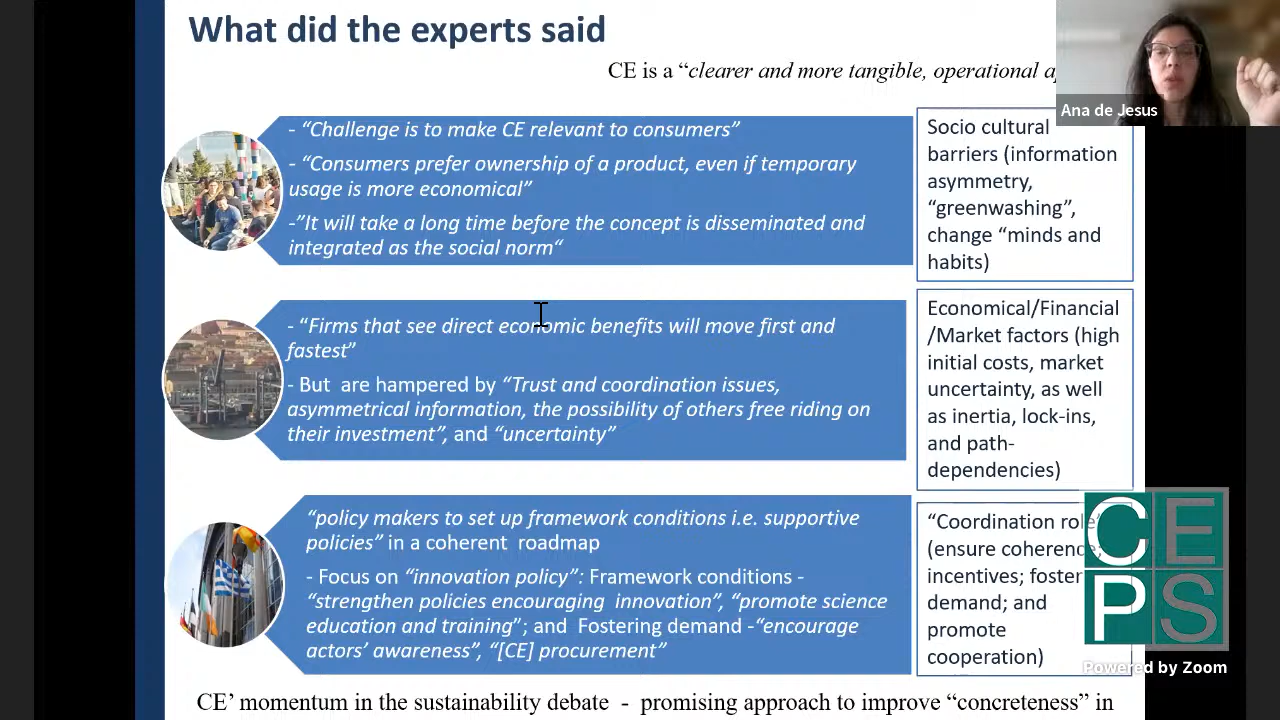 What did the experts said
CE is a “clearer and more tangible, operational
Ana de Jesus
- “Challenge is to make CE relevant to consumers”
- “Consumers prefer ownership of a product, even if temporary
usage is more economical”
-”It will take a long time before the concept is disseminated and
integrated as the social norm“
Socio cultural
barriers (information
asymmetry,
“greenwashing”,
change “minds and
habits)
- “Firms that see direct economic benefits will move first and
fastest”
- But are hampered by “Trust and coordination issues,
asymmetrical information, the possibility of others free riding on
their investment”, and “uncertainty”
Economical/Financial
/Market factors (high
initial costs, market
uncertainty, as well
as inertia, lock-ins,
and path-
dependencies)
“policy makers to set up framework conditions i.e. supportive
policies” in a coherent roadmap
- Focus on “innovation policy”: Framework conditions -
“strengthen policies encouraging innovation”, “promote science
education and training”; and Fostering demand -“encourage
actors’ awareness”, “[CE] procurement”
“Coordination role
(ensure coherence;
incentives; foster
demand; and
promote
cooperation)
CE
PS
Powered by Zoom
CE’ momentum in the sustainability debate - promising approach to improve “concreteness” in